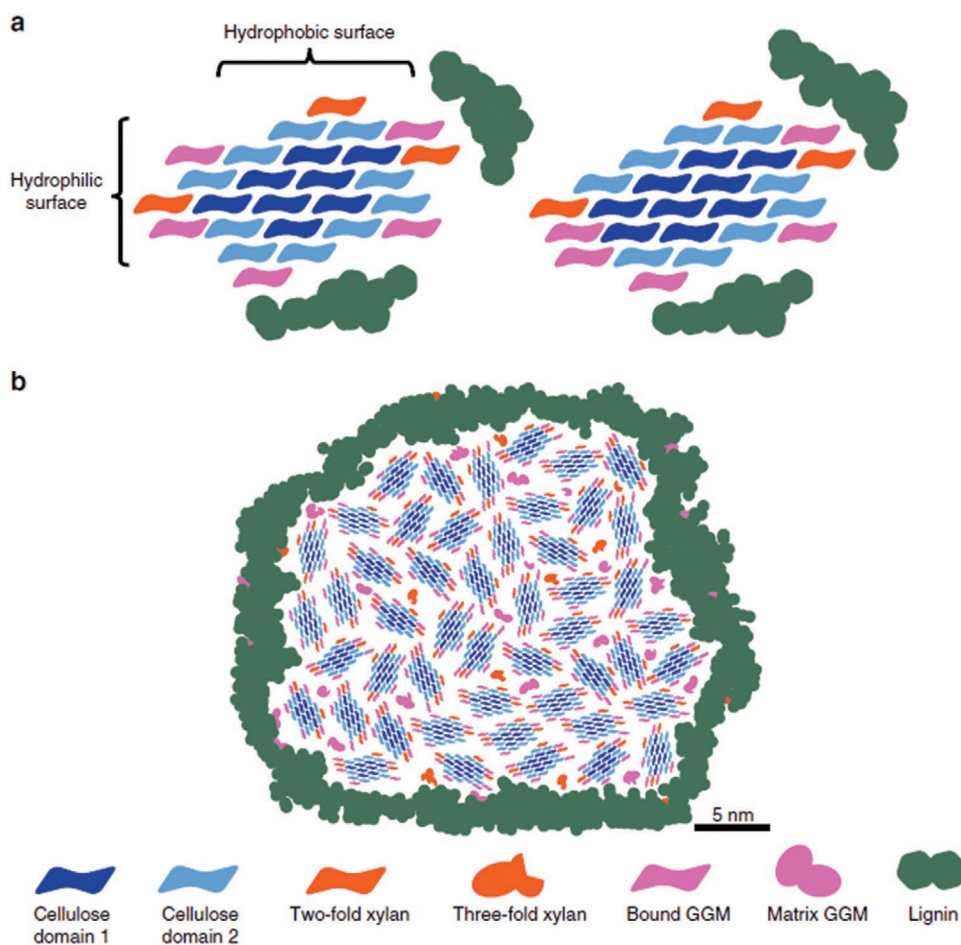 a
Hydrophobic surface
Hydrophilic
surface
b
5 nm
Cellulose
domain 1
Cellulose
domain 2
Two-fold xylan
Three-fold xylan
Bound GGM
Matrix GGM
Lignin